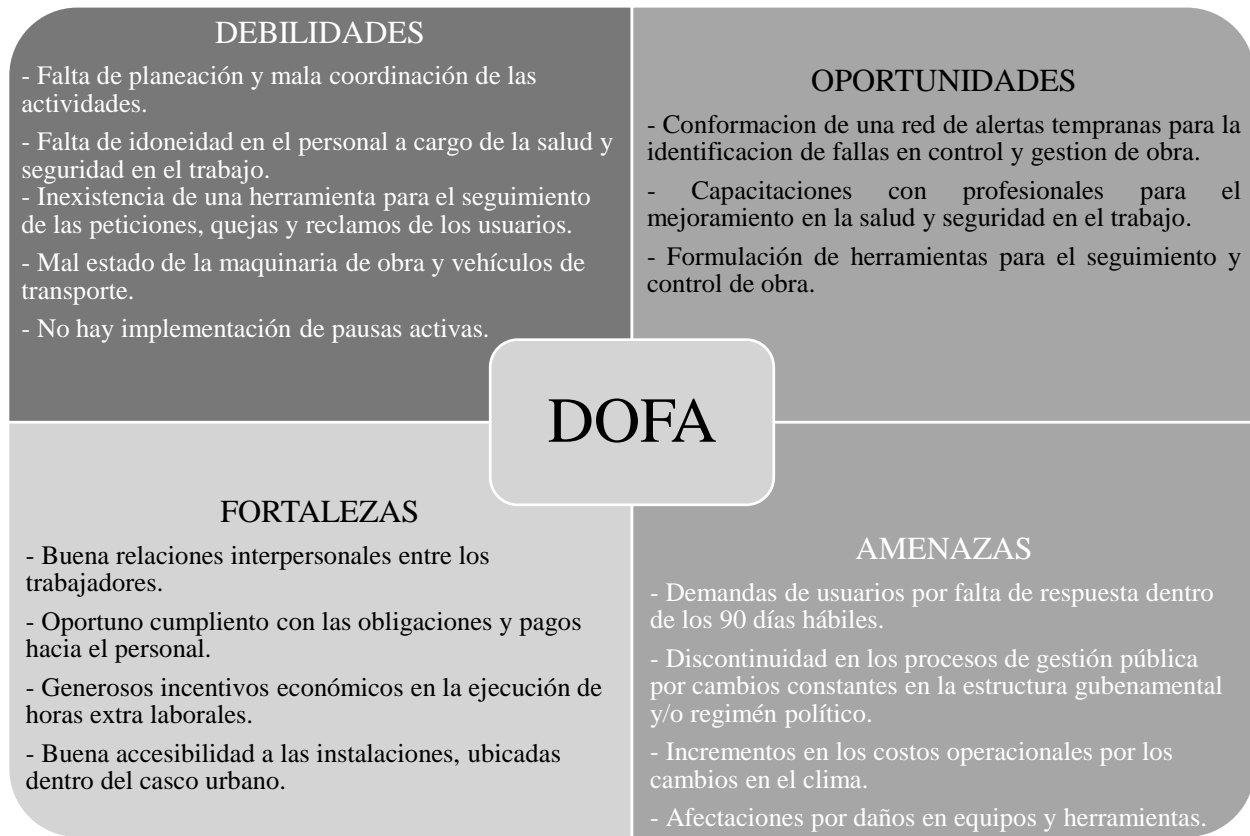 DEBILIDADES
- Falta de planeación y mala coordinación de las
actividades.
- Falta de idoneidad en el personal a cargo de la salud y
seguridad en el trabajo.
- Inexistencia de una herramienta para el seguimiento
de las peticiones, quejas y reclamos de los usuarios.
- Mal estado de la maquinaria de obra y vehículos de
transporte.
- No hay implementación de pausas activas.
OPORTUNIDADES
- Conformacion de una red de alertas tempranas para la
identificacion de fallas en control y gestion de obra.
- Capacitaciones con profesionales para el
mejoramiento en la salud y seguridad en el trabajo.
- Formulación de herramientas para el seguimiento y
control de obra.
DOFA
FORTALEZAS
- Buena relaciones interpersonales entre los
trabajadores.
- Oportuno cumpliento con las obligaciones y pagos
hacia el personal.
- Generosos incentivos económicos en la ejecución de
horas extra laborales.
- Buena accesibilidad a las instalaciones, ubicadas
dentro del casco urbano.
AMENAZAS
- Demandas de usuarios por falta de respuesta dentro
de los 90 días hábiles.
- Discontinuidad en los procesos de gestión pública
por cambios constantes en la estructura gubenamental
y/o regimén político.
- Incrementos en los costos operacionales por los
cambios en el clima.
- Afectaciones por daños en equipos y herramientas.